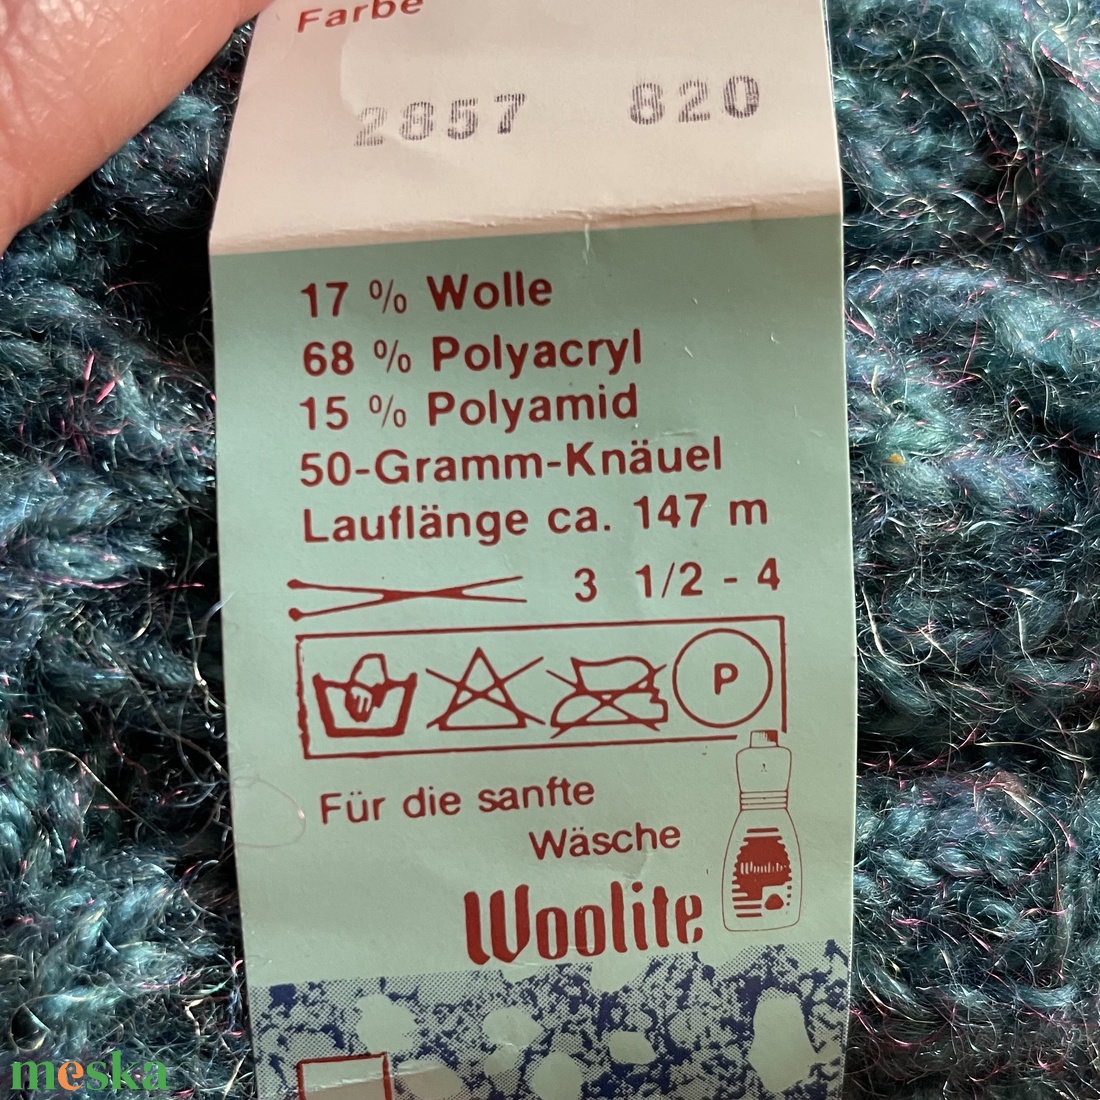 Farbe
2857 820
17 % Wolle
68 % Polyacryl
15 % Polyamid
50-Gramm-Knäuel
Lauflänge ca. 147 m
3 1/2 - 4
P
Für die sanfte
Wäsche
Woolite
Woolite
meska